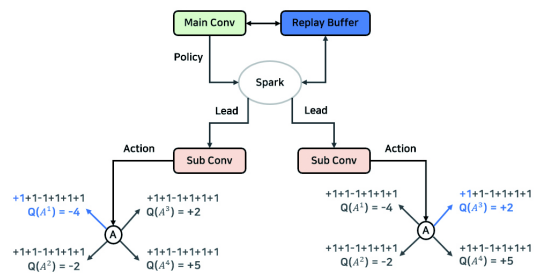 Main Conv
Replay Buffer
Policy
Spark
Lead
Lead
Action
Sub Conv
Sub Conv
Action
+1+1-1+1+1+1
Q(A¹) = -4
+1+1-1+1+1+1
Q(A³) = +2
+1+1-1+1+1+1
Q(A¹) = -4
+1+1-1+1+1+1
Q(A³) = +2
A
A
+1+1-1+1+1+1
Q(A²) = -2
+1+1-1+1+1+1
Q(A⁴) = +5
+1+1-1+1+1+1
Q(A²) = -2
+1+1-1+1+1+1
Q(A⁴) = +5